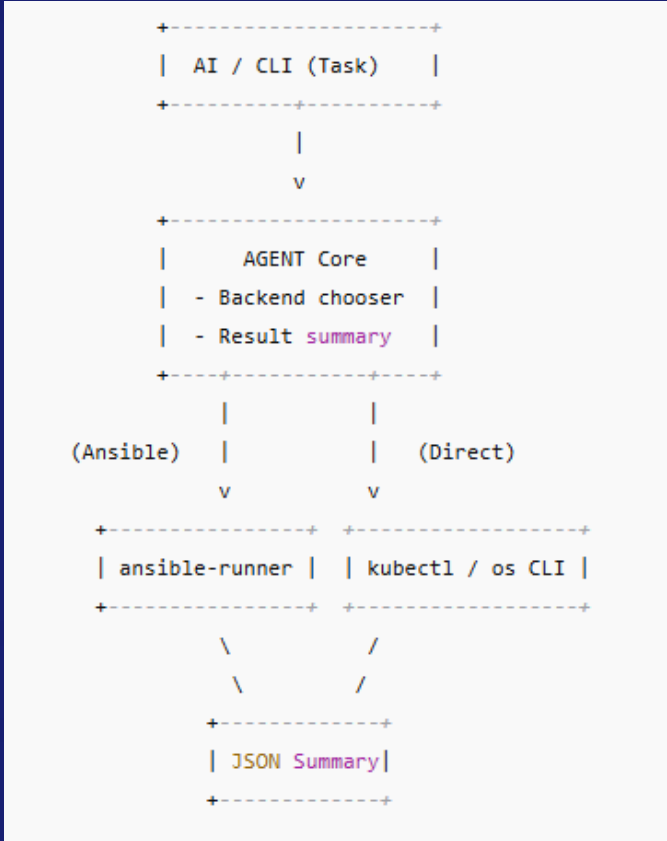 +---------------------+
| AI / CLI (Task) |
+----------+----------+
|
v
+---------------------+
| AGENT Core |
| - Backend chooser |
| - Result summary |
+----+-----------+----+
| |
(Ansible) | | (Direct)
v v
+----------------+ +------------------+
| ansible-runner | | kubectl / os CLI |
+----------------+ +------------------+
\ /
\ /
+-------------+
| JSON Summary|
+-------------+